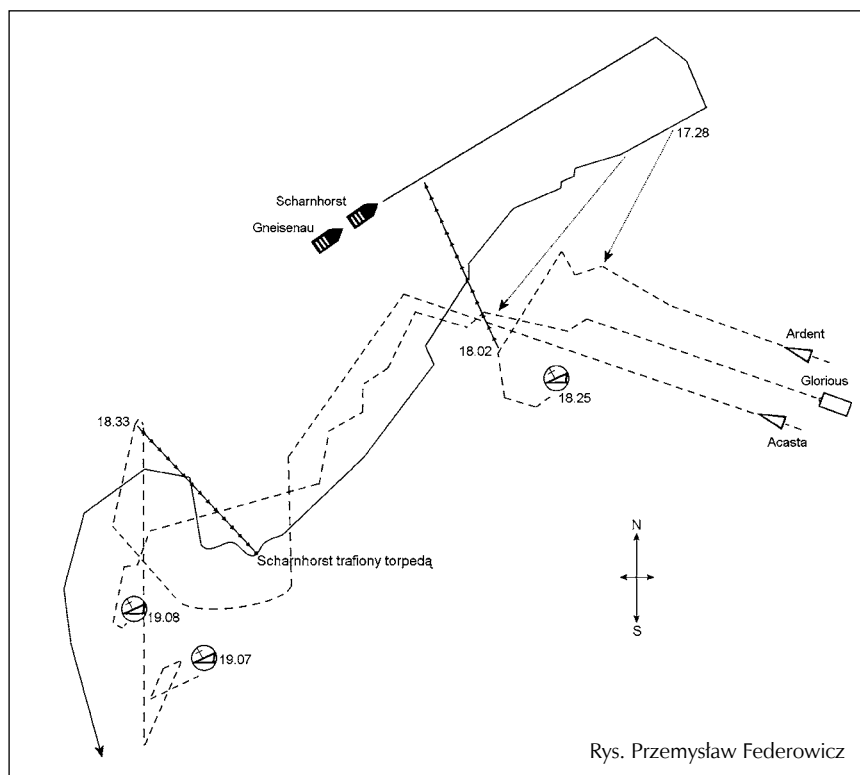 17.28
Scharnhorst
Gneisenau
Ardent
18.02
Glorious
18.25
Acasta
18.33
N
Scharnhorst trafiony torpedą
19.08
S
19.07
Rys. Przemysław Federowicz